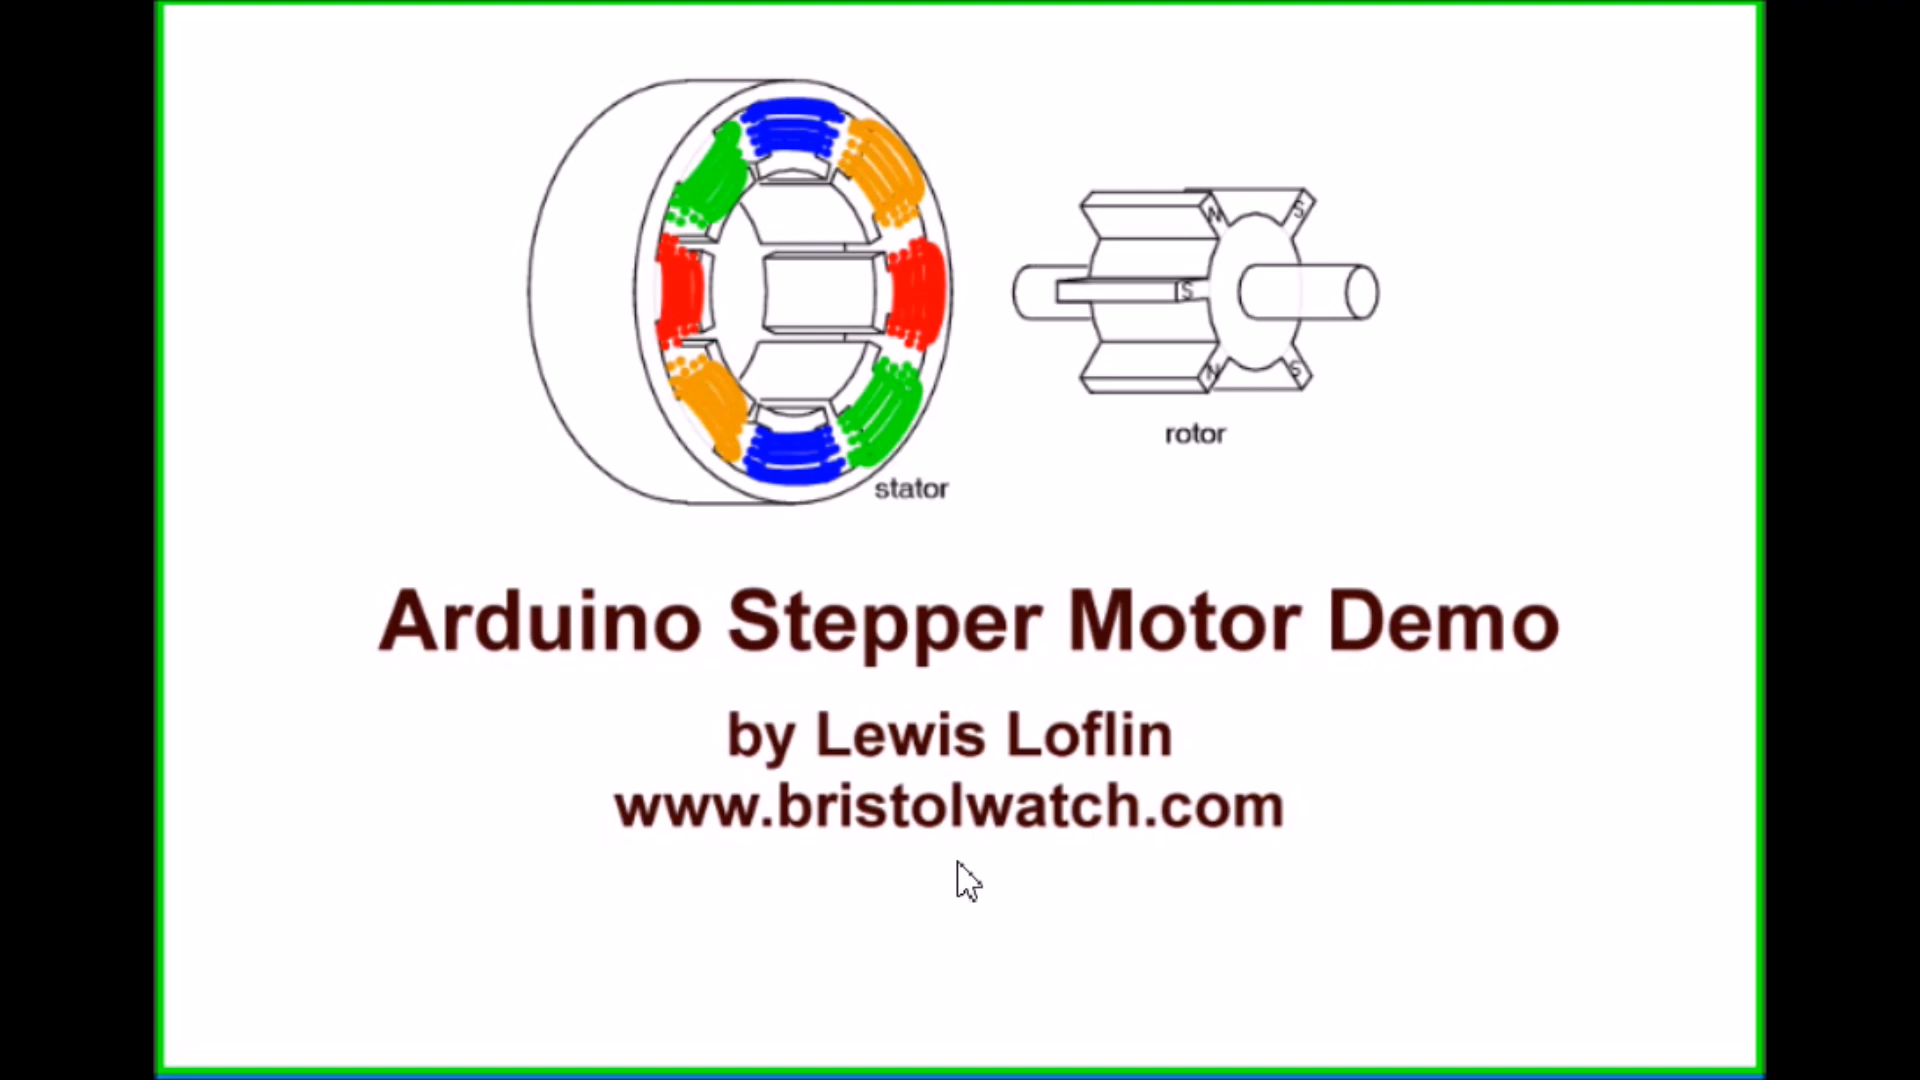 N S
S
N S
rotor
stator
Arduino Stepper Motor Demo
by Lewis Loflin
www.bristolwatch.com